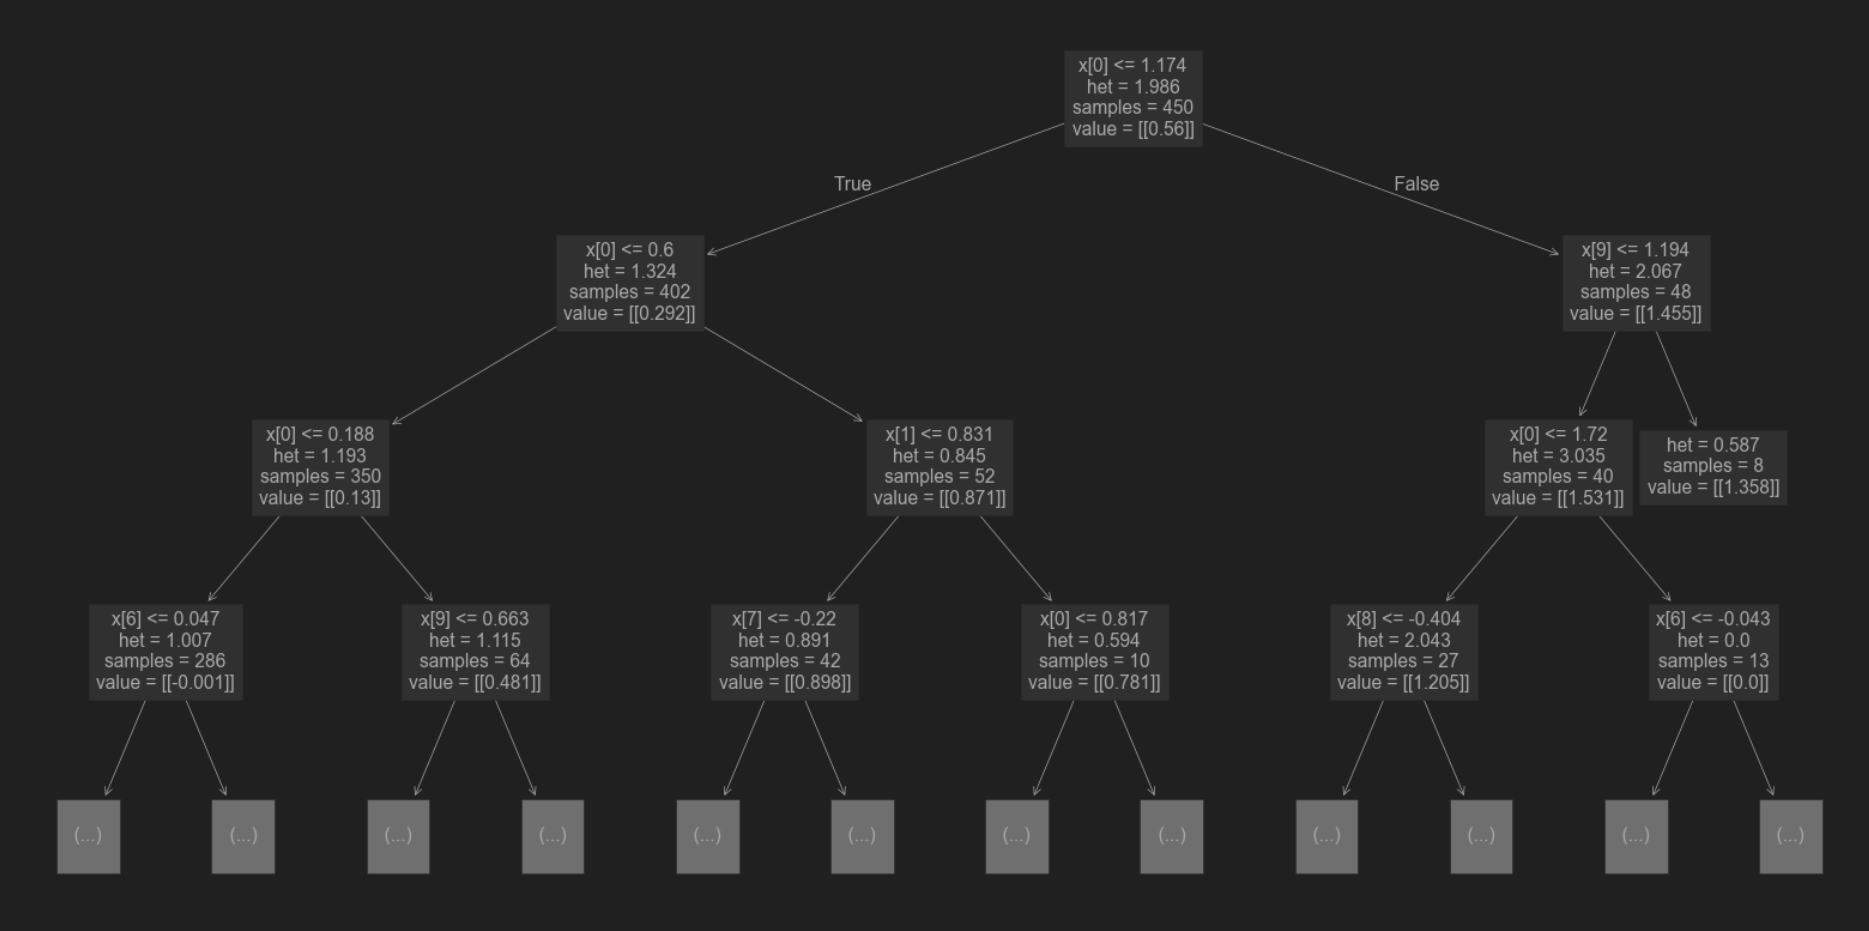 x[0] <= 1.174
het = 1.986
samples = 450
value = [[0.56]]
True
False
x[0] <= 0.6
het = 1.324
samples = 402
value = [[0.292]]
x[9] <= 1.194
het = 2.067
samples = 48
value = [[1.455]]
x[0] <= 0.188
het = 1.193
samples = 350
value = [[0.13]]
x[1] <= 0.831
het = 0.845
samples = 52
value = [[0.871]]
x[0] <= 1.72
het = 3.035
samples = 40
value = [[1.531]]
het = 0.587
samples = 8
value = [[1.358]]
x[6] <= 0.047
het = 1.007
samples = 286
value = [[-0.001]]
x[9] <= 0.663
het = 1.115
samples = 64
value = [[0.481]]
x[7] <= -0.22
het = 0.891
samples = 42
value = [[0.898]]
x[0] <= 0.817
het = 0.594
samples = 10
value = [[0.781]]
x[8] <= -0.404
het = 2.043
samples = 27
value = [[1.205]]
x[6] <= -0.043
het = 0.0
samples = 13
value = [[0.0]]
(...)
(...)
(...)
(...)
(...)
(...)
(...)
(...)
(...)
(...)
(...)
(...)